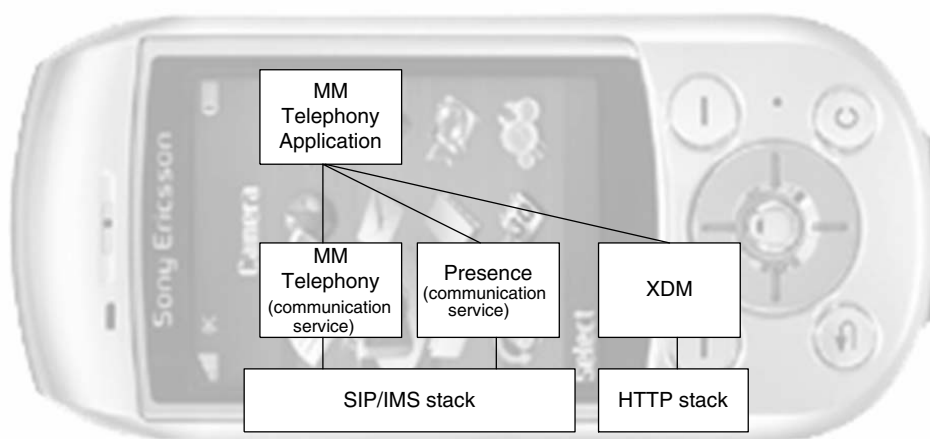 MM
Telephony
Application
MM
Telephony
(communication
service)
Presence
(communication
service)
XDM
SIP/IMS stack
HTTP stack
Sony Ericsson
Camera
select
C